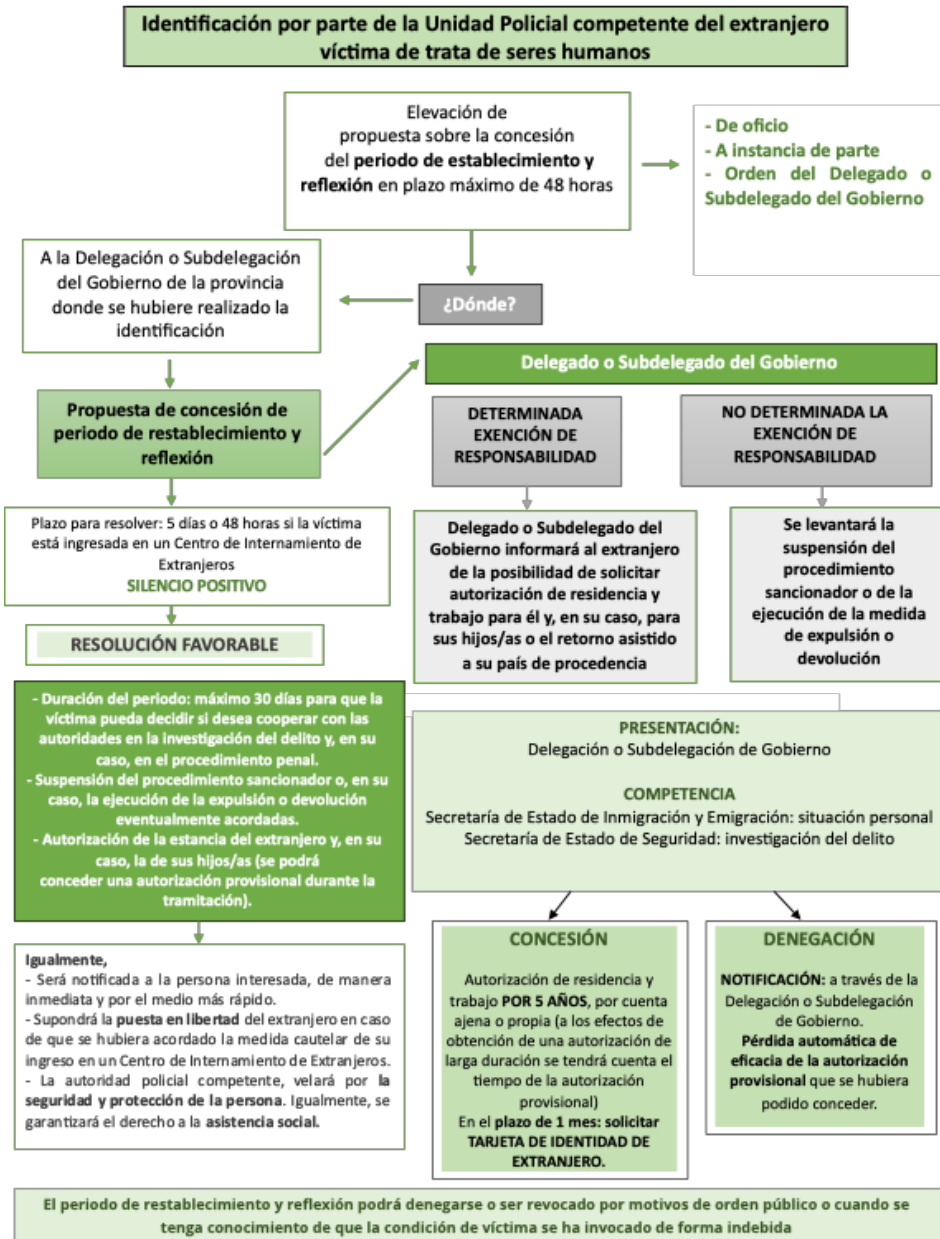 Identificación por parte de la Unidad Policial competente del extranjero
víctima de trata de seres humanos
Elevación de
propuesta sobre la concesión
del periodo de establecimiento y
reflexión en plazo máximo de 48 horas
- De oficio
- A instancia de parte
- Orden del Delegado o
Subdelegado del Gobierno
A la Delegación o Subdelegación
del Gobierno de la provincia
donde se hubiere realizado la
identificación
¿Dónde?
Delegado o Subdelegado del Gobierno
Propuesta de concesión de
periodo de restablecimiento y
reflexión
DETERMINADA
EXENCIÓN DE
RESPONSABILIDAD
NO DETERMINADA LA
EXENCIÓN DE
RESPONSABILIDAD
Plazo para resolver: 5 días o 48 horas si la víctima
está ingresada en un Centro de Internamiento de
Extranjeros
SILENCIO POSITIVO
Delegado o Subdelegado del
Gobierno informará al extranjero
de la posibilidad de solicitar
autorización de residencia y
trabajo para él y, en su caso, para
sus hijos/as o el retorno asistido
a su país de procedencia
Se levantará la
suspensión del
procedimiento
sancionador o de la
ejecución de la medida
de expulsión o
devolución
RESOLUCIÓN FAVORABLE
- Duración del periodo: máximo 30 días para que la
víctima pueda decidir si desea cooperar con las
autoridades en la investigación del delito y, en su
caso, en el procedimiento penal.
- Suspensión del procedimiento sancionador o, en su
caso, la ejecución de la expulsión o devolución
eventualmente acordadas.
- Autorización de la estancia del extranjero y, en su
caso, la de sus hijos/as (se podrá
conceder una autorización provisional durante la
tramitación).
PRESENTACIÓN:
Delegación o Subdelegación de Gobierno
COMPETENCIA
Secretaría de Estado de Inmigración y Emigración: situación personal
Secretaría de Estado de Seguridad: investigación del delito
Igualmente,
- Será notificada a la persona interesada, de manera
inmediata y por el medio más rápido.
- Supondrá la puesta en libertad del extranjero en caso
de que se hubiera acordado la medida cautelar de su
ingreso en un Centro de Internamiento de Extranjeros.
- La autoridad policial competente, velará por la
seguridad y protección de la persona. Igualmente, se
garantizará el derecho a la asistencia social.
CONCESIÓN
Autorización de residencia y
trabajo POR 5 AÑOS, por cuenta
ajena o propia (a los efectos de
obtención de una autorización de
larga duración se tendrá cuenta el
tiempo de la autorización
provisional)
En el plazo de 1 mes: solicitar
TARJETA DE IDENTIDAD DE
EXTRANJERO.
DENEGACIÓN
NOTIFICACIÓN: a través de la
Delegación o Subdelegación
de Gobierno.
Pérdida automática de
eficacia de la autorización
provisional que se hubiera
podido conceder.
El periodo de restablecimiento y reflexión podrá denegarse o ser revocado por motivos de orden público o cuando se
tenga conocimiento de que la condición de víctima se ha invocado de forma indebida